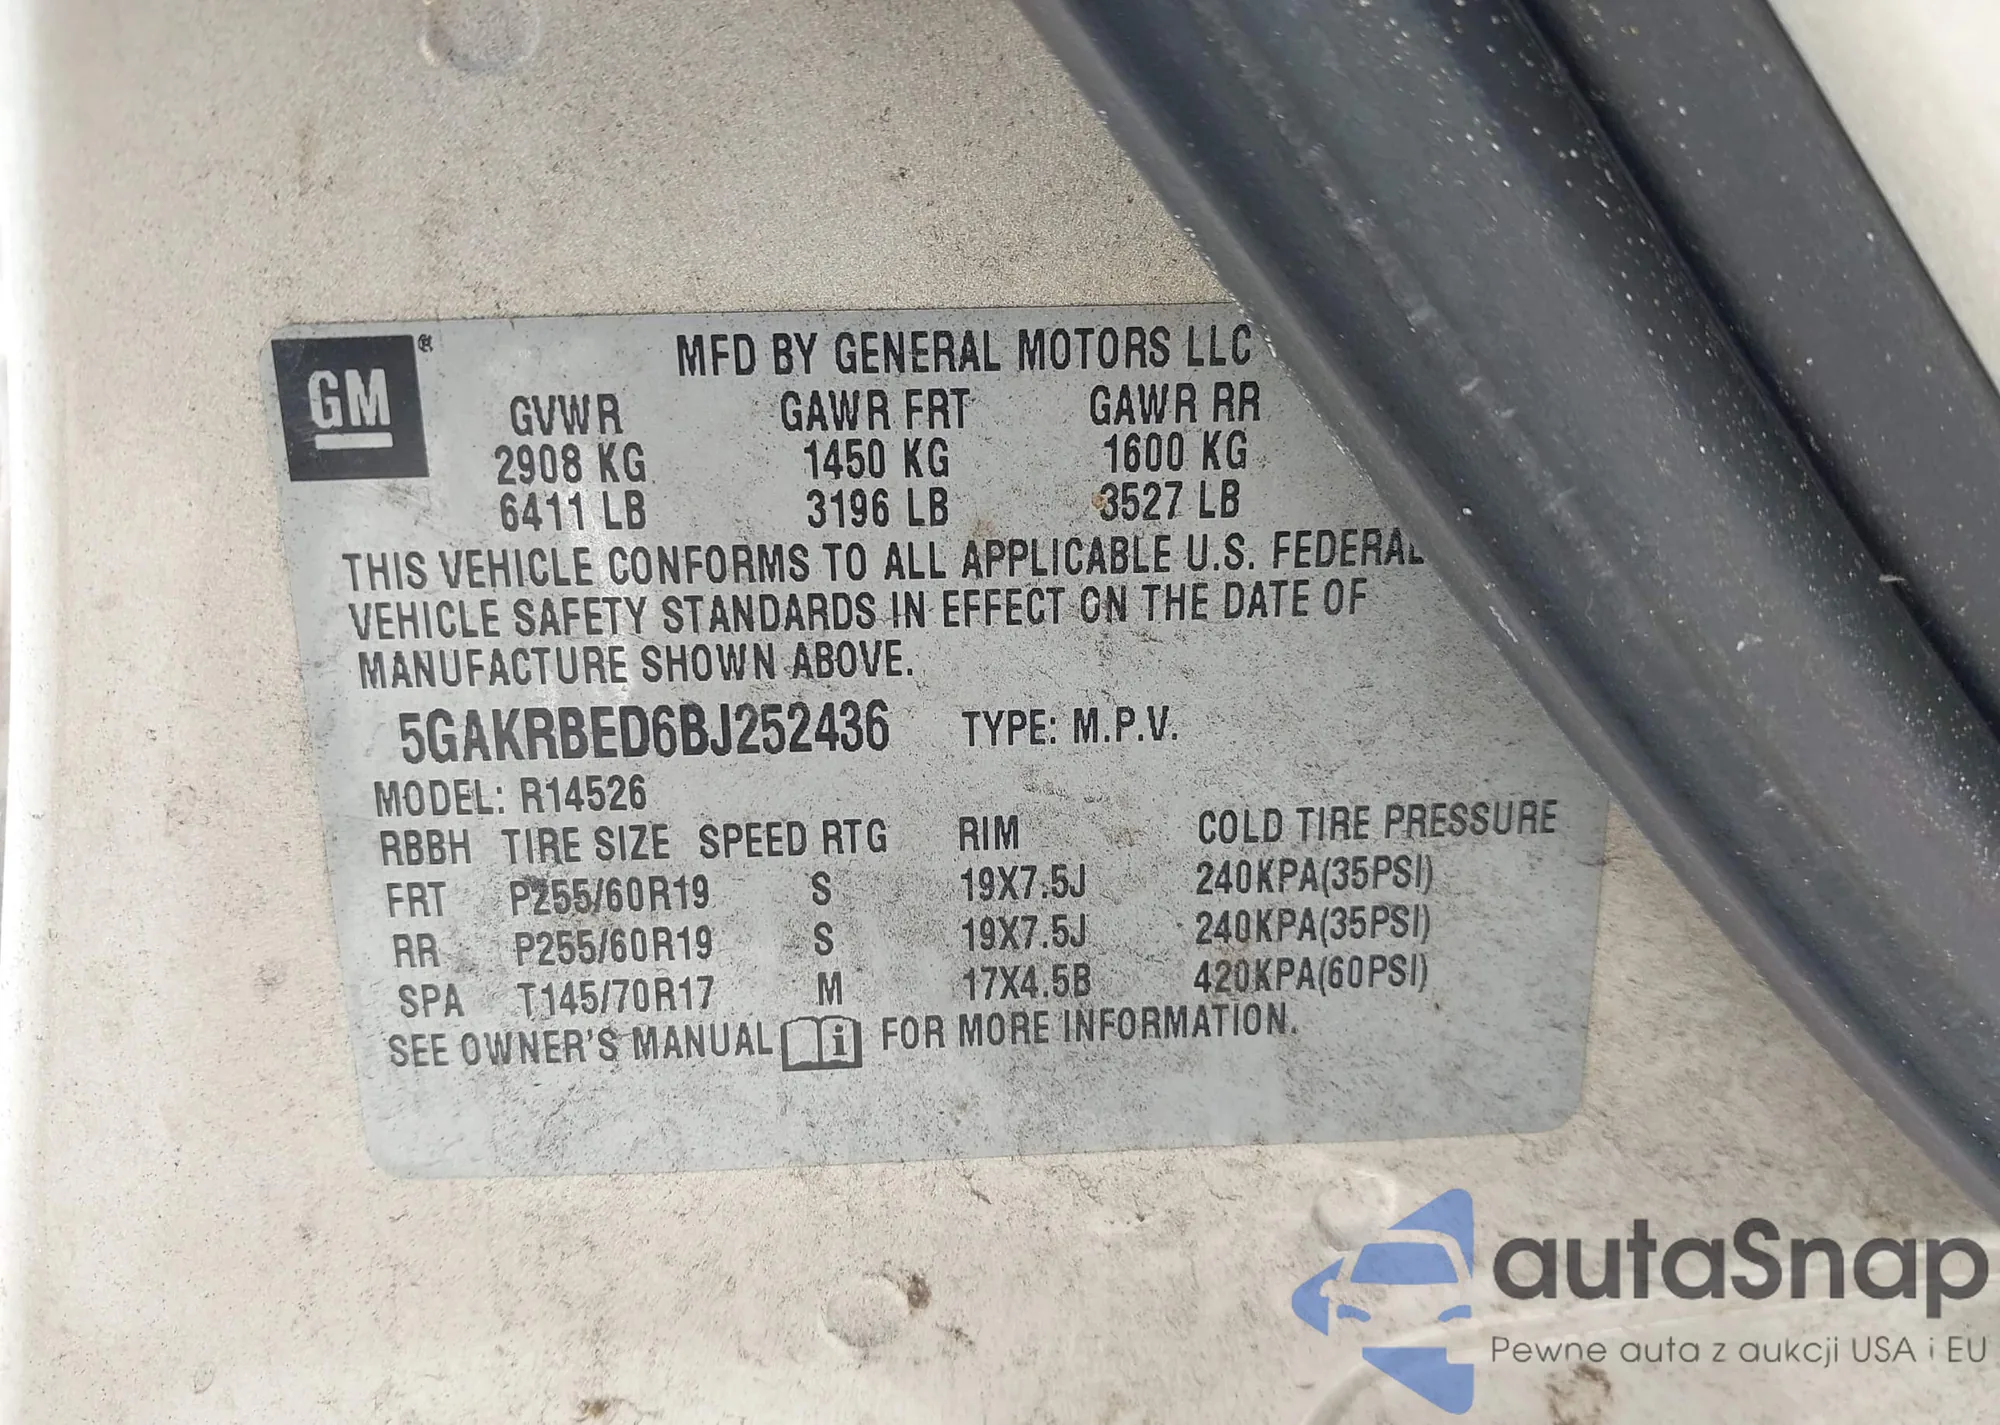 GM ®
MFD BY GENERAL MOTORS LLC
GVWR GAWR FRT GAWR RR
2908 KG 1450 KG 1600 KG
6411 LB 3196 LB 3527 LB
THIS VEHICLE CONFORMS TO ALL APPLICABLE U.S. FEDERAL
VEHICLE SAFETY STANDARDS IN EFFECT ON THE DATE OF
MANUFACTURE SHOWN ABOVE.
5GAKRBED6BJ252436 TYPE: M.P.V.
MODEL: R14526
RBBH TIRE SIZE SPEED RTG RIM COLD TIRE PRESSURE
FRT P255/60R19 S 19X7.5J 240KPA(35PSI)
RR P255/60R19 S 19X7.5J 240KPA(35PSI)
SPA T145/70R17 M 17X4.5B 420KPA(60PSI)
SEE OWNER'S MANUAL i FOR MORE INFORMATION.
autaSnap
Pewne auta z aukcji USA i EU